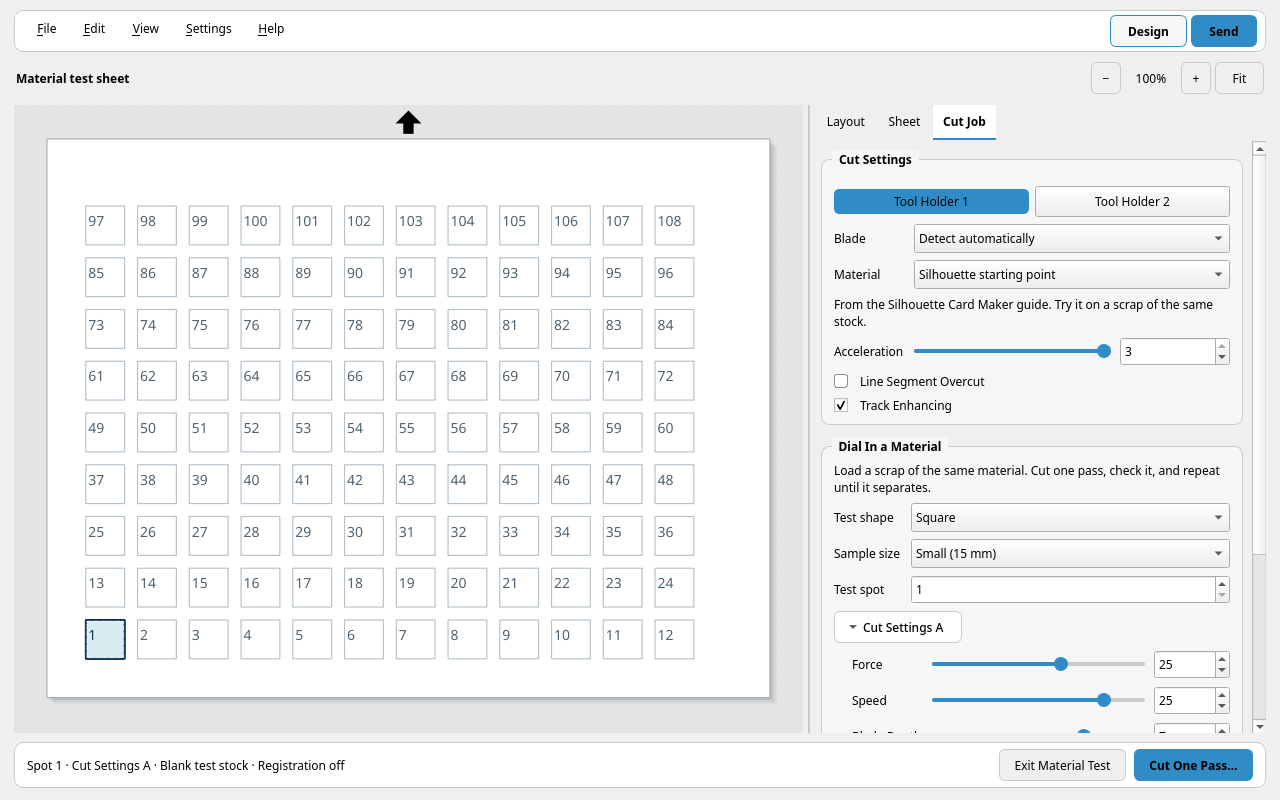 File Edit View Settings Help Design Send
Material test sheet − 100% + Fit
Layout Sheet Cut Job
97 98 99 100 101 102 103 104 105 106 107 108
85 86 87 88 89 90 91 92 93 94 95 96
73 74 75 76 77 78 79 80 81 82 83 84
61 62 63 64 65 66 67 68 69 70 71 72
49 50 51 52 53 54 55 56 57 58 59 60
37 38 39 40 41 42 43 44 45 46 47 48
25 26 27 28 29 30 31 32 33 34 35 36
13 14 15 16 17 18 19 20 21 22 23 24
1 2 3 4 5 6 7 8 9 10 11 12
Cut Settings
Tool Holder 1 Tool Holder 2
Blade Detect automatically
Material Silhouette starting point
From the Silhouette Card Maker guide. Try it on a scrap of the same
stock.
Acceleration 3
Line Segment Overcut
Track Enhancing
Dial In a Material
Load a scrap of the same material. Cut one pass, check it, and repeat
until it separates.
Test shape Square
Sample size Small (15 mm)
Test spot 1
Cut Settings A
Force 25
Speed 25
Spot 1 · Cut Settings A · Blank test stock · Registration off Exit Material Test Cut One Pass...